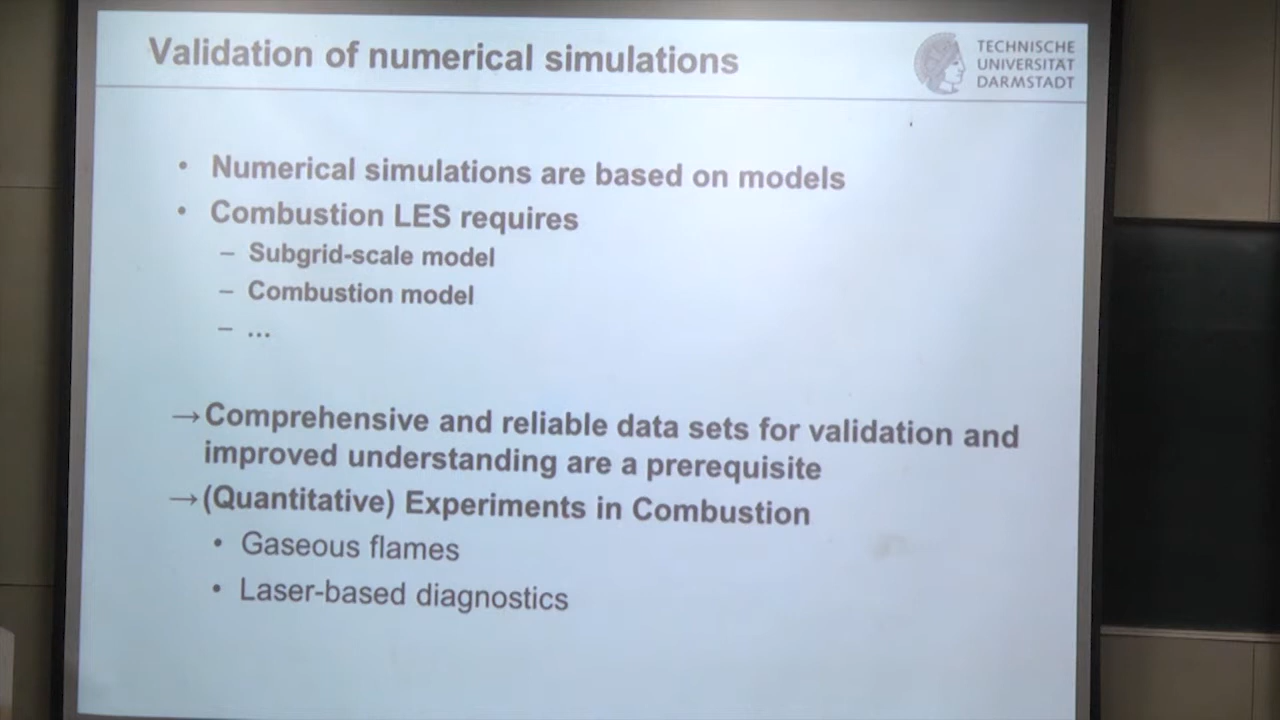 Validation of numerical simulations
TECHNISCHE
UNIVERSITÄT
DARMSTADT
• Numerical simulations are based on models
• Combustion LES requires
– Subgrid-scale model
– Combustion model
– ...
→ Comprehensive and reliable data sets for validation and
improved understanding are a prerequisite
→ (Quantitative) Experiments in Combustion
• Gaseous flames
• Laser-based diagnostics